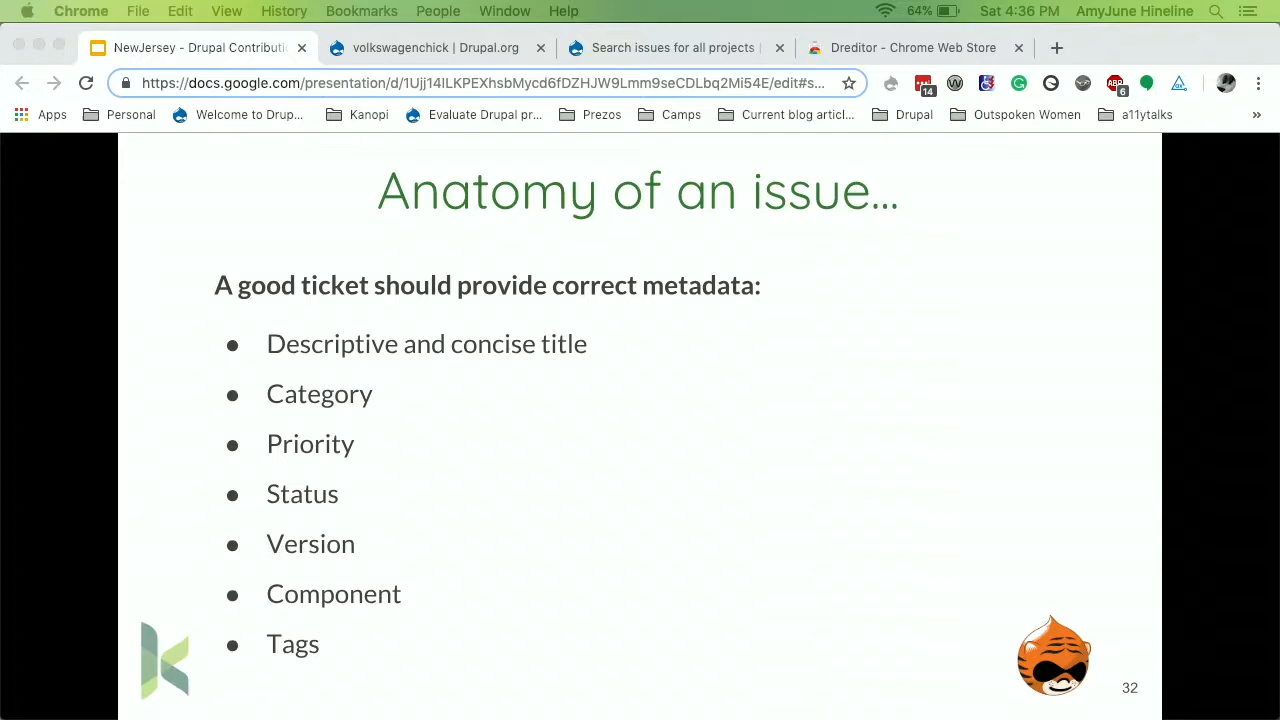 Chrome File Edit View History Bookmarks People Window Help 64% Sat 4:36 PM AmyJune Hineline
NewJersey - Drupal Contributi
volkswagenchick | Drupal.org
Search issues for all projects |
Dreditor - Chrome Web Store
https://docs.google.com/presentation/d/1Ujj14ILKPEXhsbMycd6fDZHJW9Lmm9seCDLbq2Mi54E/edit#s...
14
ABP
6
Apps Personal Welcome to Drup... Kanopi Evaluate Drupal pr... Prezos Camps Current blog articl... Drupal Outspoken Women a11ytalks »
Anatomy of an issue...
A good ticket should provide correct metadata:
● Descriptive and concise title
● Category
● Priority
● Status
● Version
● Component
● Tags
32